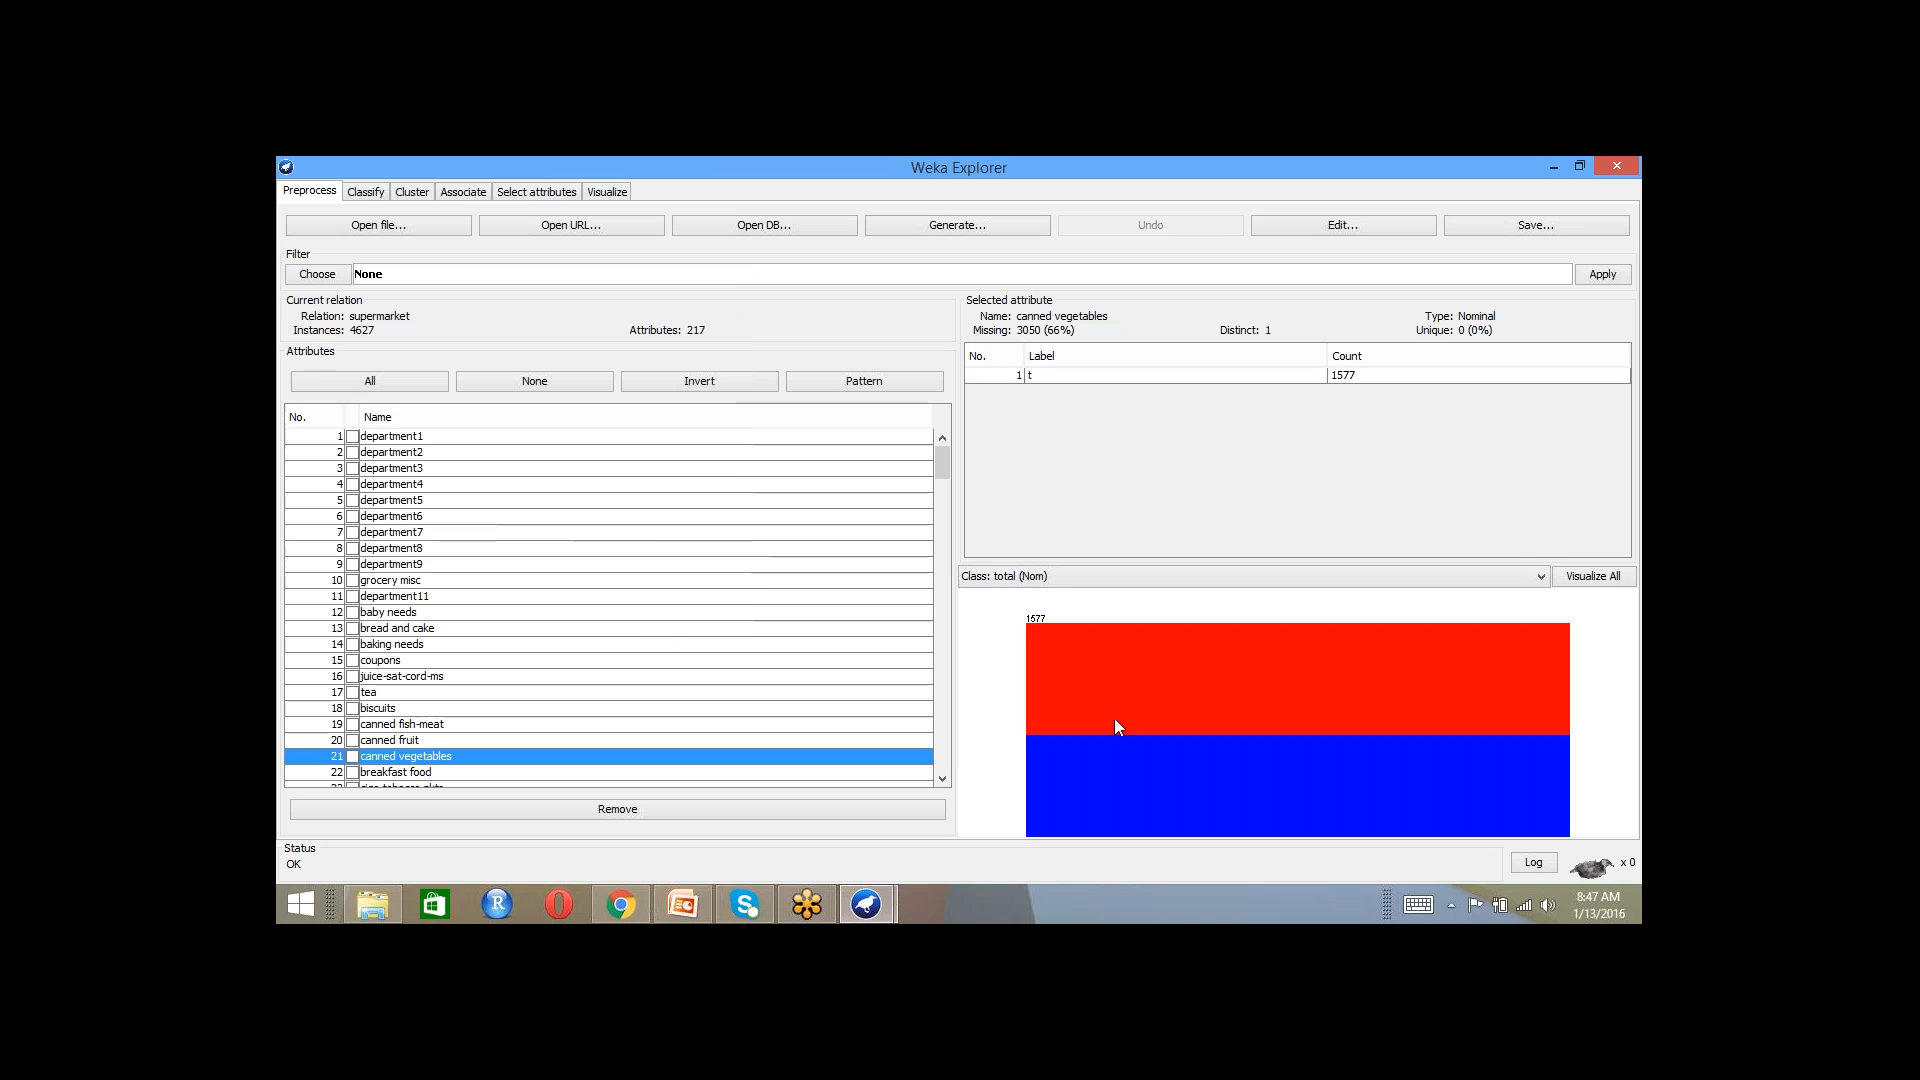 Weka Explorer
Preprocess Classify Cluster Associate Select attributes Visualize
Open file... Open URL... Open DB... Generate... Undo Edit... Save...
Filter
Choose None Apply
Current relation
Relation: supermarket
Instances: 4627 Attributes: 217
Attributes
All None Invert Pattern
No. Name
1 department1
2 department2
3 department3
4 department4
5 department5
6 department6
7 department7
8 department8
9 department9
10 grocery misc
11 department11
12 baby needs
13 bread and cake
14 baking needs
15 coupons
16 juice-sat-cord-ms
17 tea
18 biscuits
19 canned fish-meat
20 canned fruit
21 canned vegetables
22 breakfast food
Remove
Selected attribute
Name: canned vegetables Type: Nominal
Missing: 3050 (66%) Distinct: 1 Unique: 0 (0%)
No. Label Count
1 t 1577
Class: total (Nom) Visualize All
1577
Status
OK
Log x 0
8:47 AM
1/13/2016